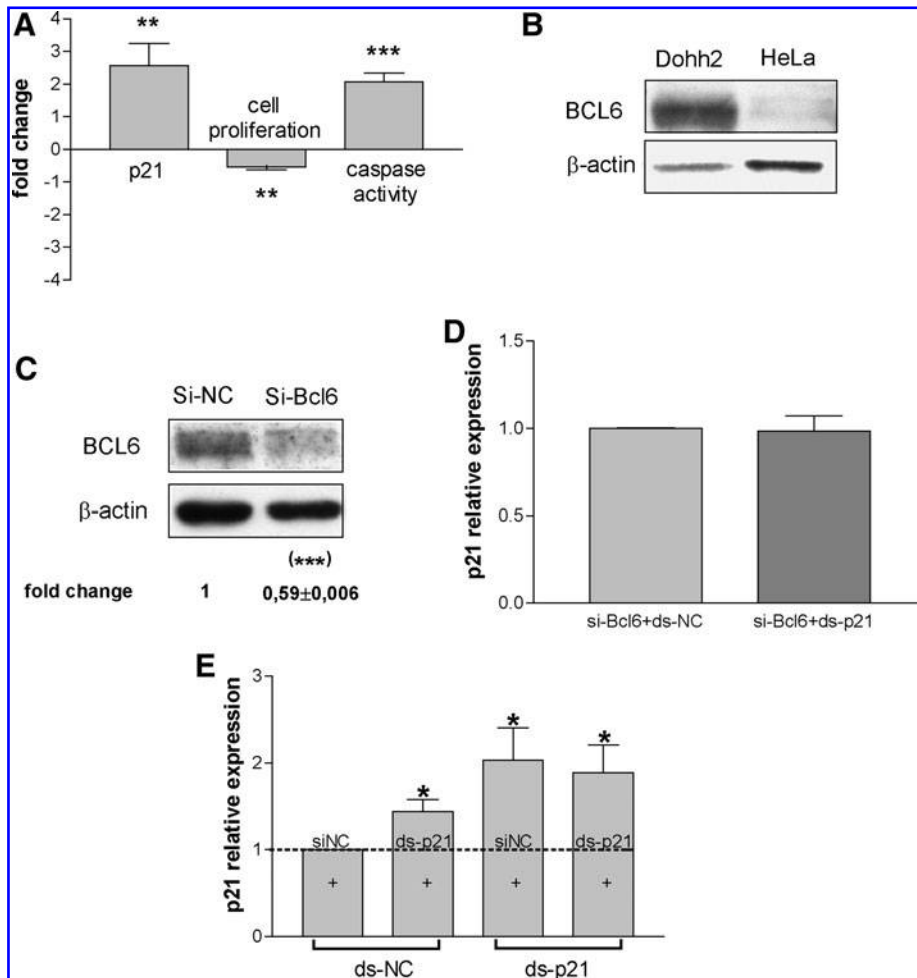 A
4
3
2
1
0
-1
-2
-3
-4
fold change
**
***
cell
proliferation
p21
**
caspase
activity
B
Dohh2 HeLa
BCL6
β-actin
C
Si-NC Si-Bcl6
BCL6
β-actin
(***)
fold change 1 0,59±0,006
D
1.5
1.0
0.5
0.0
p21 relative expression
si-Bcl6+ds-NC si-Bcl6+ds-p21
E
3
2
1
0
p21 relative expression
* * *
siNC ds-p21 siNC ds-p21
+ + + +
ds-NC ds-p21